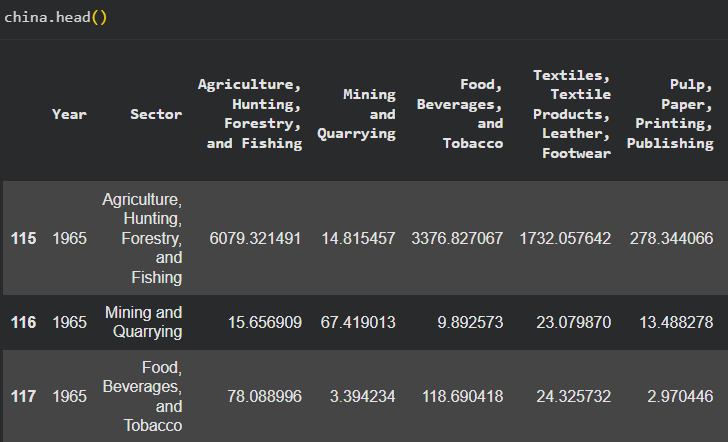 china.head()
Year Sector Agriculture, Hunting, Forestry, and Fishing Mining and Quarrying Food, Beverages, and Tobacco Textiles, Textile Products, Leather, Footwear Pulp, Paper, Printing, Publishing
115 1965 Agriculture, Hunting, Forestry, and Fishing 6079.321491 14.815457 3376.827067 1732.057642 278.344066
116 1965 Mining and Quarrying 15.656909 67.419013 9.892573 23.079870 13.488278
117 1965 Food, Beverages, and Tobacco 78.088996 3.394234 118.690418 24.325732 2.970446